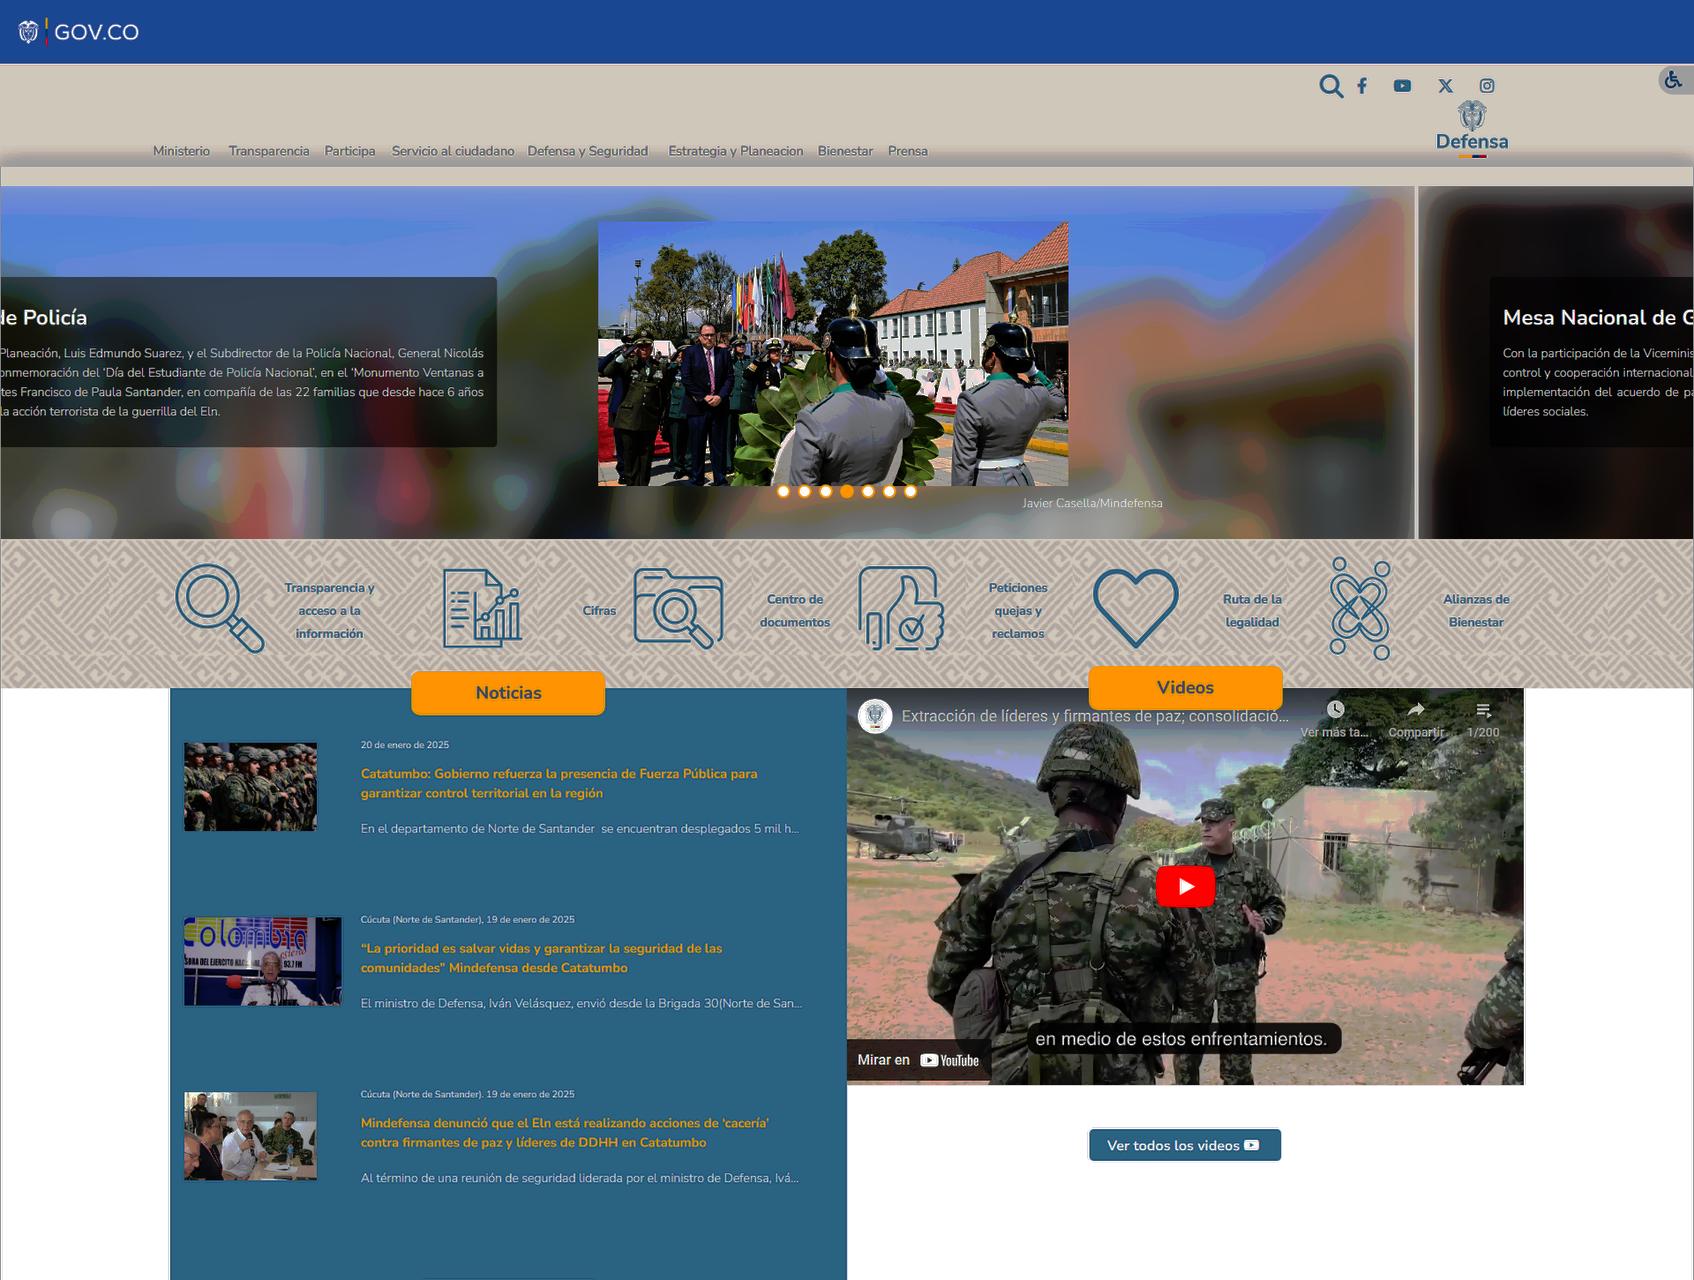 GOV.CO
Defensa
Ministerio Transparencia Participa Servicio al ciudadano Defensa y Seguridad Estrategia y Planeacion Bienestar Prensa
de Policía
Planeación, Luis Edmundo Suarez, y el Subdirector de la Policía Nacional, General Nicolás
onmemoración del ‘Día del Estudiante de Policía Nacional’, en el ‘Monumento Ventanas a
tes Francisco de Paula Santander, en compañía de las 22 familias que desde hace 6 años
la acción terrorista de la guerrilla del Eln.
Javier Casella/Mindefensa
Mesa Nacional de G
Con la participación de la Viceminis
control y cooperación internacional
implementación del acuerdo de pa
líderes sociales.
Transparencia y
acceso a la
información
Cifras
Centro de
documentos
Peticiones
quejas y
reclamos
Ruta de la
legalidad
Alianzas de
Bienestar
Noticias
20 de enero de 2025
Catatumbo: Gobierno refuerza la presencia de Fuerza Pública para
garantizar control territorial en la región
En el departamento de Norte de Santander se encuentran desplegados 5 mil h...
Colombia
93.7 FM
Cúcuta (Norte de Santander), 19 de enero de 2025
“La prioridad es salvar vidas y garantizar la seguridad de las
comunidades” Mindefensa desde Catatumbo
El ministro de Defensa, Iván Velásquez, envió desde la Brigada 30(Norte de San...
Cúcuta (Norte de Santander). 19 de enero de 2025
Mindefensa denunció que el Eln está realizando acciones de ‘cacería’
contra firmantes de paz y líderes de DDHH en Catatumbo
Al término de una reunión de seguridad liderada por el ministro de Defensa, Ivá...
Videos
Extracción de líderes y firmantes de paz; consolidació...
Ver más ta... Compartir 1/200
en medio de estos enfrentamientos.
Mirar en YouTube
Ver todos los videos